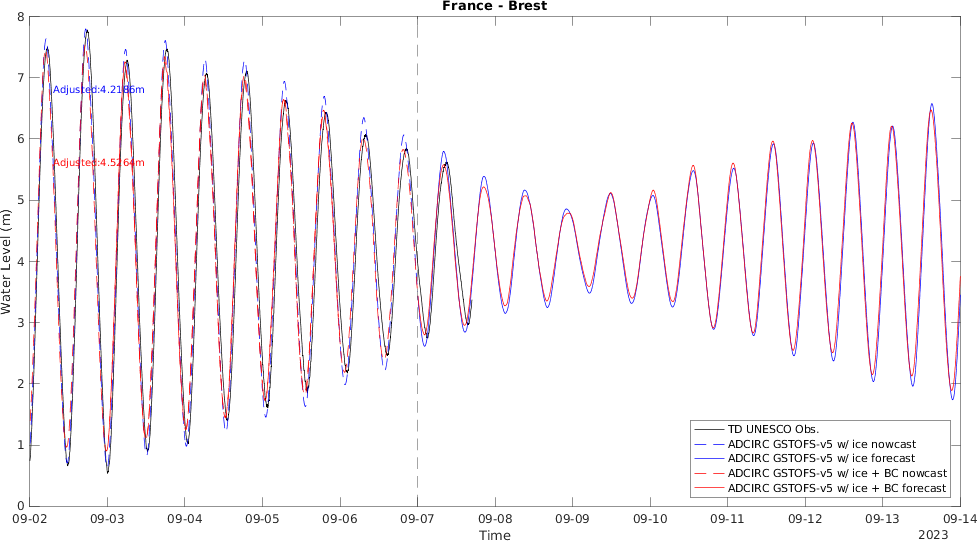 France - Brest
8
7
6
5
4
3
2
1
0
Water Level (m)
Adjusted:4.2186m
Adjusted:4.5264m
TD UNESCO Obs.
ADCIRC GSTOFS-v5 w/ ice nowcast
ADCIRC GSTOFS-v5 w/ ice forecast
ADCIRC GSTOFS-v5 w/ ice + BC nowcast
ADCIRC GSTOFS-v5 w/ ice + BC forecast
09-02 09-03 09-04 09-05 09-06 09-07 09-08 09-09 09-10 09-11 09-12 09-13 09-14
Time
2023